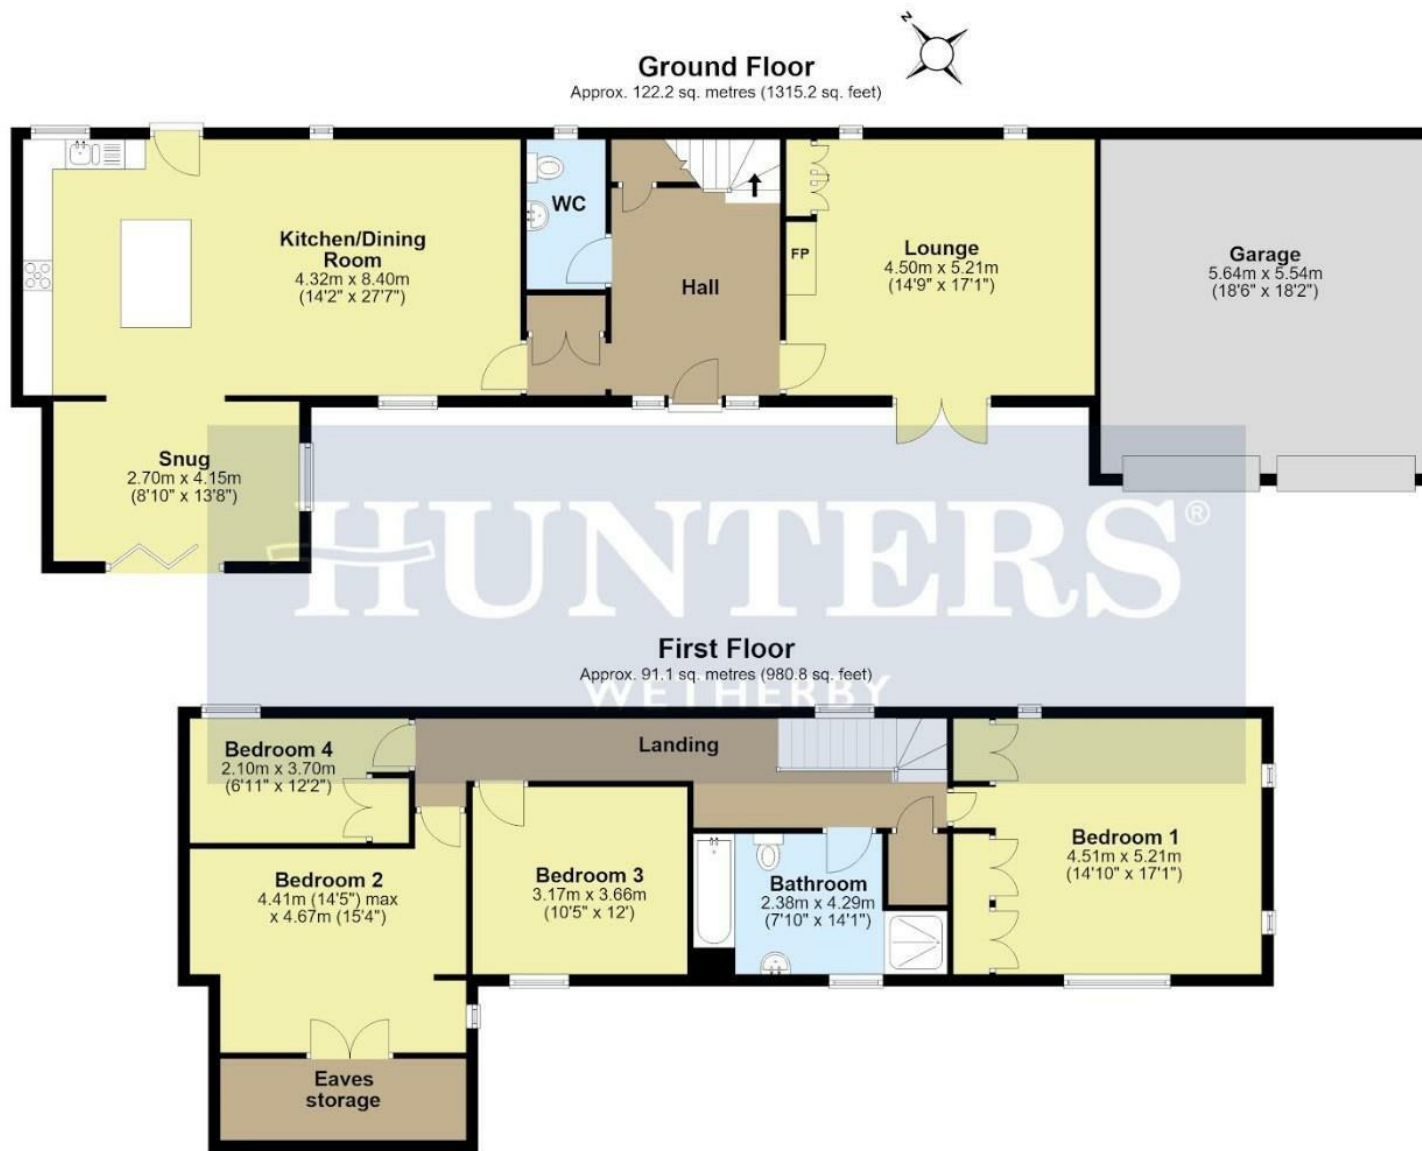 N
Ground Floor
Approx. 122.2 sq. metres (1315.2 sq. feet)
Kitchen/Dining
Room
4.32m x 8.40m
(14'2" x 27'7")
WC
Hall
FP
Lounge
4.50m x 5.21m
(14'9" x 17'1")
Garage
5.64m x 5.54m
(18'6" x 18'2")
Snug
2.70m x 4.15m
(8'10" x 13'8")
HUNTERS®
WETHERBY
First Floor
Approx. 91.1 sq. metres (980.8 sq. feet)
Landing
Bedroom 4
2.10m x 3.70m
(6'11" x 12'2")
Bedroom 2
4.41m (14'5") max
x 4.67m (15'4")
Bedroom 3
3.17m x 3.66m
(10'5" x 12')
Bathroom
2.38m x 4.29m
(7'10" x 14'1")
Bedroom 1
4.51m x 5.21m
(14'10" x 17'1")
Eaves
storage